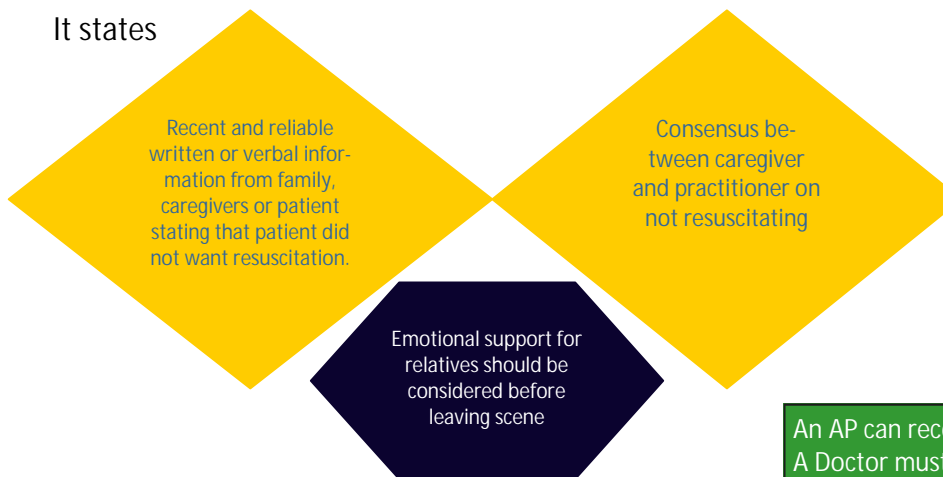 It states
Recent and reliable
written or verbal infor-
mation from family,
caregivers or patient
stating that patient did
not want resuscitation.
Consensus be-
tween caregiver
and practitioner on
not resuscitating
Emotional support for
relatives should be
considered before
leaving scene
An AP can
A Doctor must